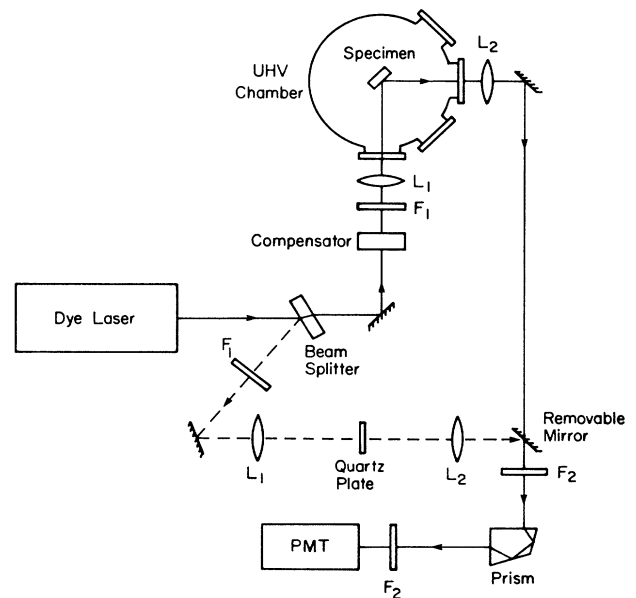 Specimen
L2
UHV
Chamber
L1
F1
Compensator
Dye Laser
F1
Beam
Splitter
Removable
Mirror
L1
Quartz
Plate
L2
F2
PMT
F2
Prism